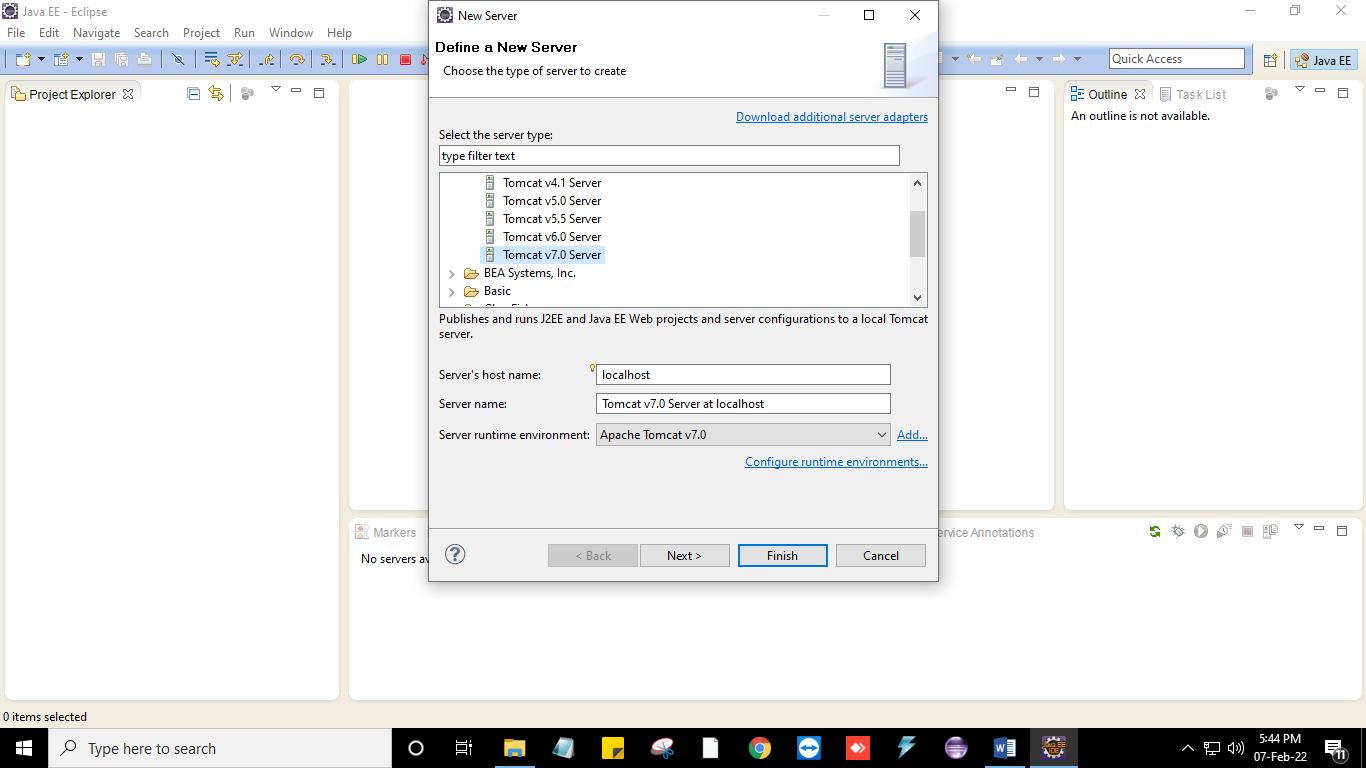 Java EE - Eclipse
File Edit Navigate Search Project Run Window Help
Quick Access
Java EE
Project Explorer
New Server
Define a New Server
Choose the type of server to create
Download additional server adapters
Select the server type:
type filter text
Tomcat v4.1 Server
Tomcat v5.0 Server
Tomcat v5.5 Server
Tomcat v6.0 Server
Tomcat v7.0 Server
BEA Systems, Inc.
Basic
Publishes and runs J2EE and Java EE Web projects and server configurations to a local Tomcat
server.
Server's host name: localhost
Server name: Tomcat v7.0 Server at localhost
Server runtime environment: Apache Tomcat v7.0 Add...
Configure runtime environments...
? < Back Next > Finish Cancel
Outline Task List
An outline is not available.
Markers
ervice Annotations
No servers av
0 items selected
Type here to search
JAVA EE
IDE
5:44 PM
07-Feb-22
11